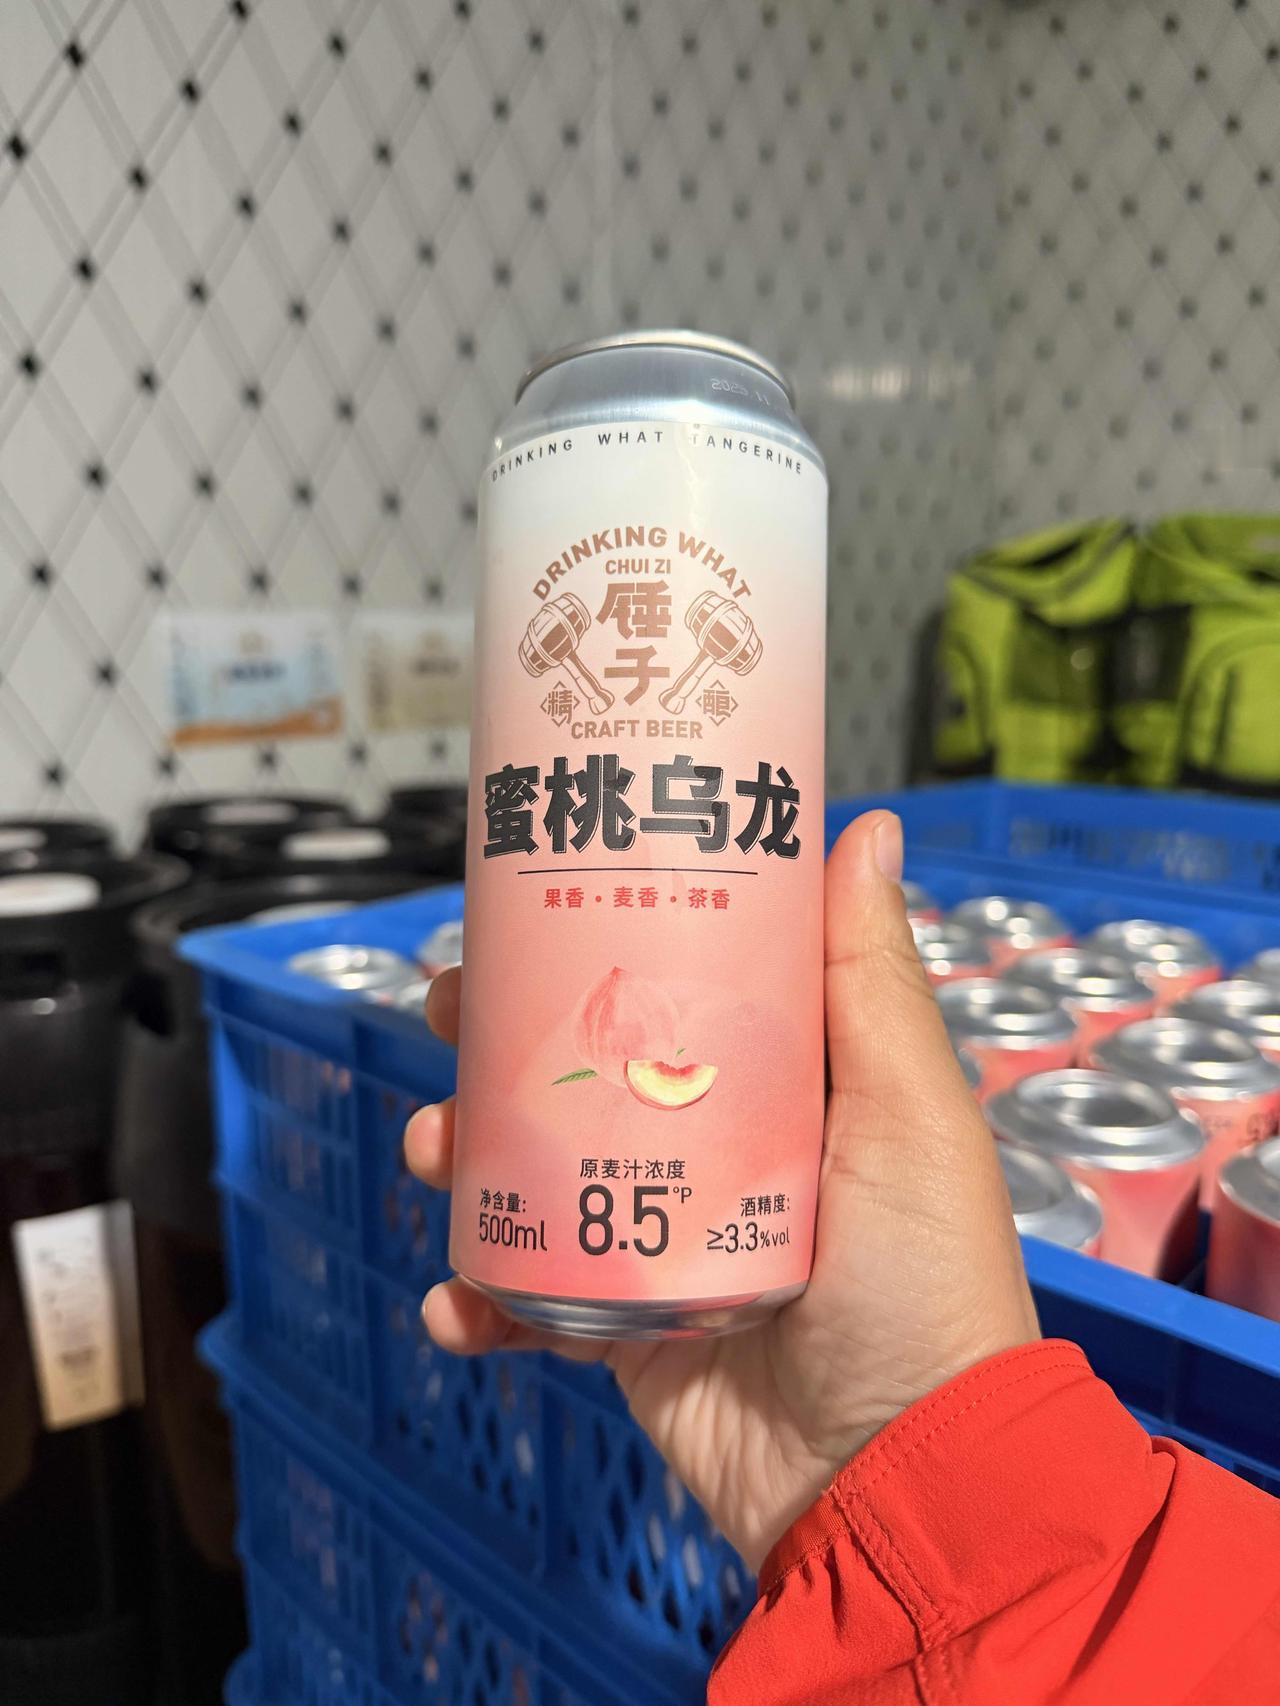 2025.11
DRINKING WHAT TANGERINE
DRINKING WHAT
CHUI ZI
锤
子
精 酿
CRAFT BEER
蜜桃乌龙
果香·麦香·茶香
原麦汁浓度
8.5°P
净含量:
500ml
酒精度:
≥3.3%vol